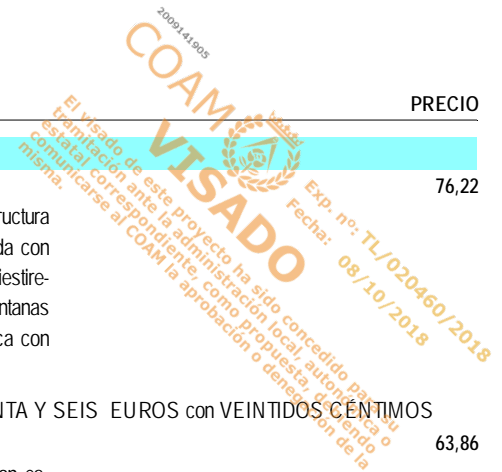 2009141905
COAM
VISADO
Exp. nº: TL/020460/2018
Fecha: 08/10/2018
El visado de este proyecto ha sido concedido para su
tramitación ante la administración local, autonómica o
estatal correspondiente, como propuesta, debiendo
comunicarse al COAM la aprobación o denegación de la
misma.
PRECIO
76,22
ructura
da con
iestire-
ntanas
ca con
NTA Y SEIS EUROS con VEINTIDOS CÉNTIMOS
63,86